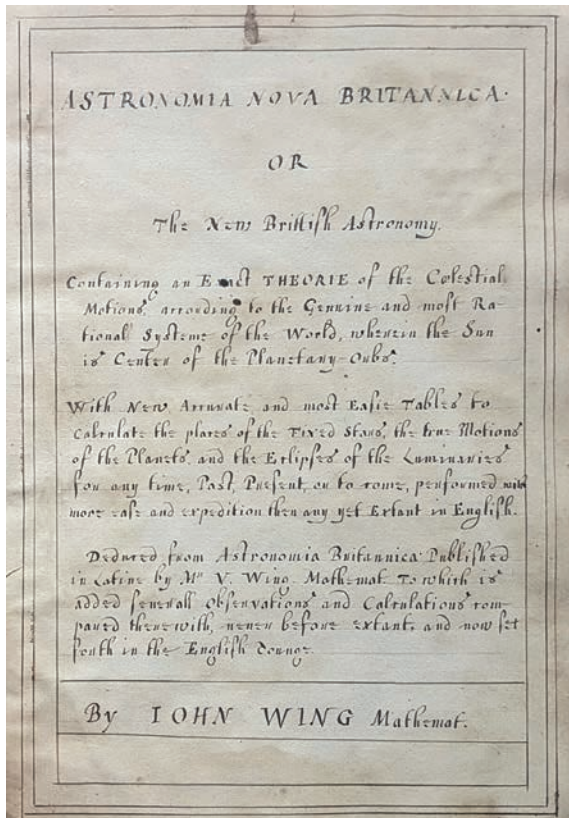 ASTRONOMIA NOVA BRITANNICA.
OR
The New Brittish Astronomy.
Containing an Exact THEORIE of the Cœlestial
Motions, according to the Genuine and most Ra-
tional Systeme of the World, wherein the Sun
is Center of the Planetary Orbs.
With New, Accurate, and most Easie Tables to
Calculate the places of the Fixed Stars, the true Motions
of the Planets, and the Eclipses of the Luminaries
for any time, Past, Present, or to come, performed with
more ease and expedition then any yet Extant in English.
Deduced from Astronomia Britannica Published
in Latine by Mr V. Wing. Mathemat. To which is
added severall Observations and Calculations com-
pared therewith, never before extant, and now set
forth in the English Tounge.
By IOHN WING Mathemat.